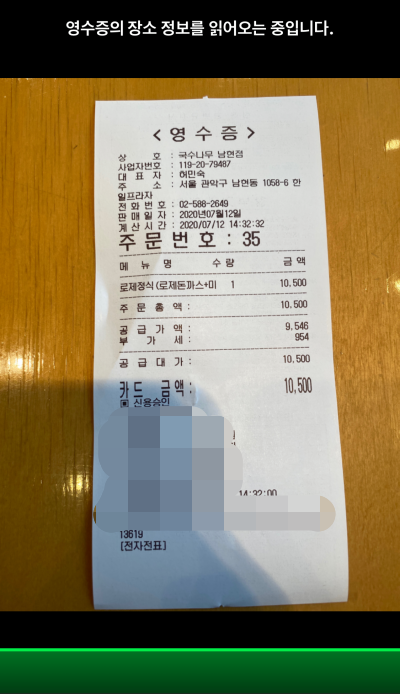 영수증의 장소 정보를 읽어오는 중입니다.
< 영 수 증 >
상 호 : 국수나무 남현점
사업자번호 : 119-20-79487
대 표 자 : 허민숙
주 소 : 서울 관악구 남현동 1058-6 한
일프라자
전 화 번 호 : 02-588-2649
판 매 일 자 : 2020년07월12일
계 산 시 간 : 2020/07/12 14:32:32
주 문 번 호 : 35
메 뉴 명 수 량 금 액
로제정식(로제돈까스+미 1 10,500
주 문 총 액 : 10,500
공 급 가 액 : 9,546
부 가 세 : 954
공 급 대 가 : 10,500
카 드 금 액 : 10,500
▣ 신용승인
14:32:00
13619
[전자전표]